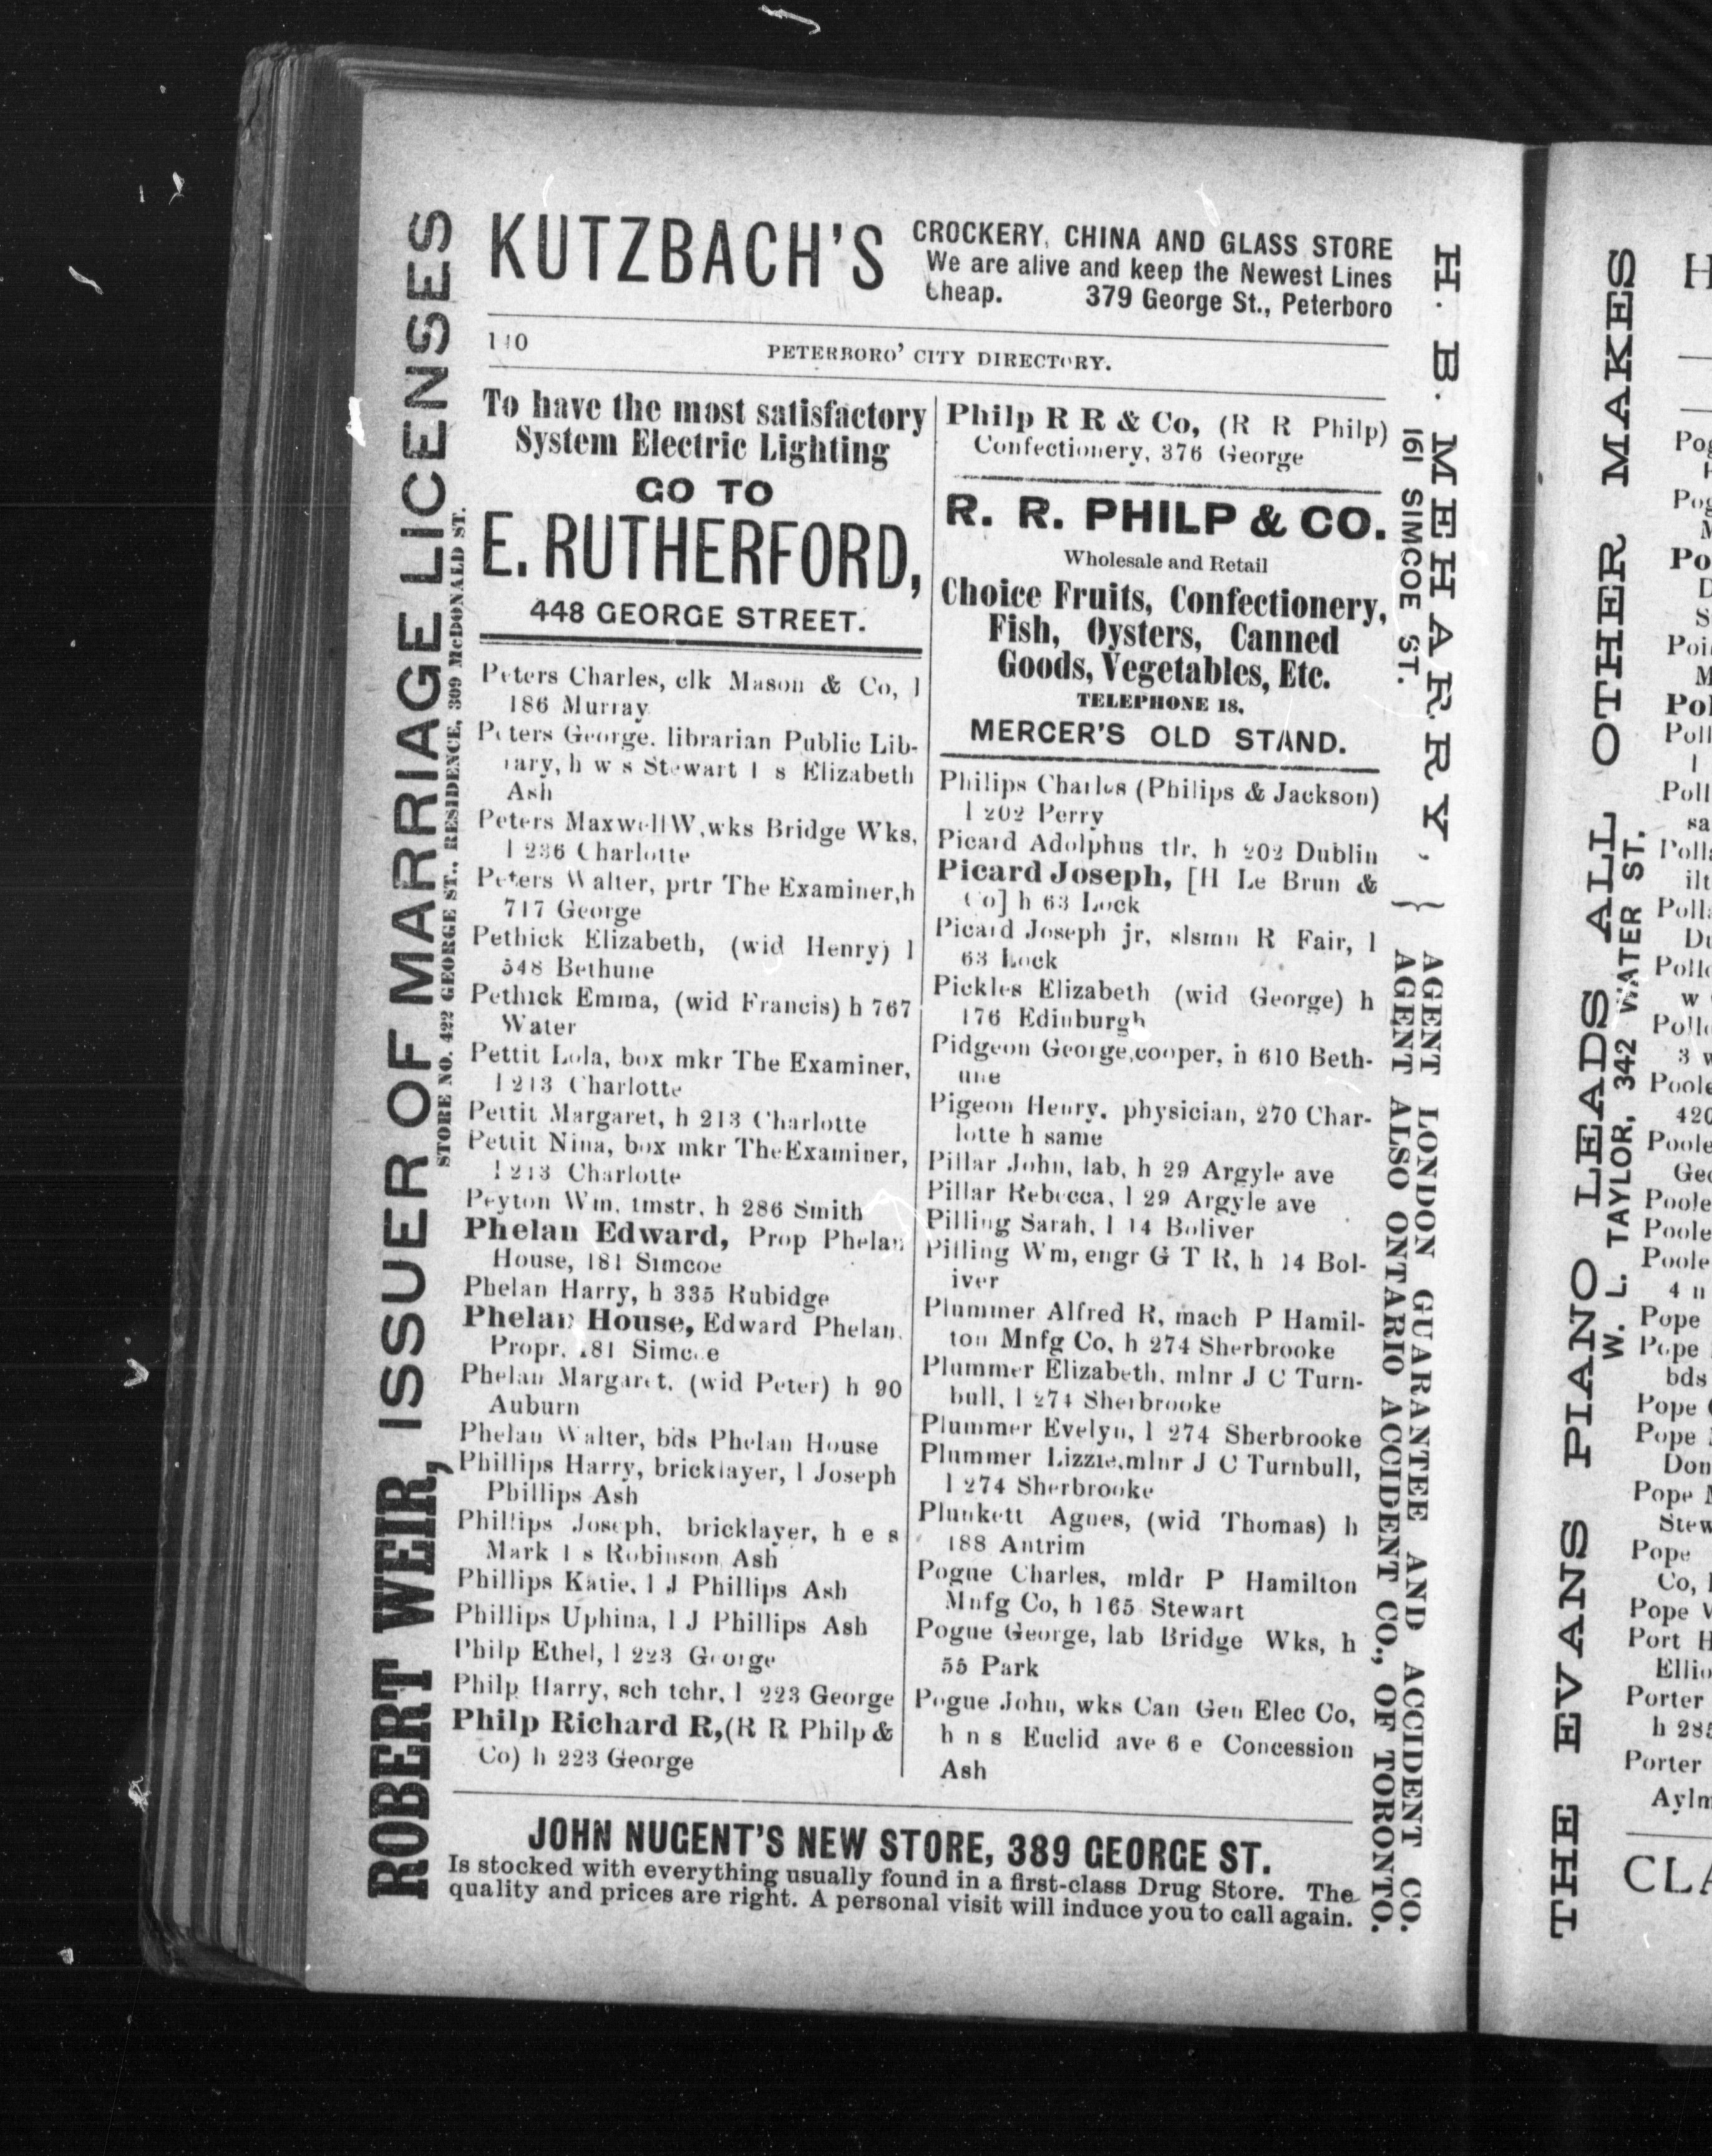 KUTZBACH'S
CROCKERY, CHINA AND GLASS STORE
We are alive and keep the Newest Lines
Cheap. 379 George St., Peterboro
PETERBORO' CITY DIRECTORY.
To have the most satisfactory
System Electric Lighting
GO TO
E. RUTHERFORD,
448 GEORGE STREET.
Peters Charles, clk Mason & Co, l
186 Murray
Peters George. librarian Public Lib-
rary, h w s Stewart 1 s Elizabeth
Ash
Peters Maxwell W, wks Bridge Wks,
l 236 Charlotte
Peters Walter, prtr The Examiner, h
717 George
Pethick Elizabeth, (wid Henry) l
548 Bethune
Pethick Emma, (wid Francis) h 767
Water
Pettit Lola, box mkr The Examiner,
l 213 Charlotte
Pettit Margaret, h 213 Charlotte
Pettit Nina, box mkr The Examiner,
l 213 Charlotte
Peyton Wm, tmstr, h 286 Smith
Phelan Edward, Prop Phelan
House, 181 Simcoe
Phelan Harry, h 335 Rubidge
Phelan House, Edward Phelan.
Propr. 181 Simcoe
Phelan Margaret, (wid Peter) h 90
Auburn
Phelan Walter, bds Phelan House
Phillips Harry, bricklayer, l Joseph
Phillips Ash
Phillips Joseph, bricklayer, h e s
Mark 1 s Robinson Ash
Phillips Katie, l J Phillips Ash
Phillips Uphina, l J Phillips Ash
Philp Ethel, l 223 George
Philp Harry, sch tchr, l 223 George
Philp Richard R, (R R Philp &
Co) h 223 George
Philp R R & Co, (R R Philp)
Confectionery, 376 George
R. R. PHILP & CO.
Wholesale and Retail
Choice Fruits, Confectionery,
Fish, Oysters, Canned
Goods, Vegetables, Etc.
TELEPHONE 18.
MERCER'S OLD STAND.
Philips Charles (Philips & Jackson)
l 202 Perry
Picard Adolphus tlr, h 202 Dublin
Picard Joseph, [H Le Brun &
Co] h 63 Lock
Picard Joseph jr, slsmn R Fair, l
63 Lock
Pickles Elizabeth (wid George) h
176 Edinburgh
Pidgeon George, cooper, h 610 Beth-
une
Pigeon Henry, physician, 270 Char-
lotte h same
Pillar John, lab, h 29 Argyle ave
Pillar Rebecca, l 29 Argyle ave
Pilling Sarah, l 14 Boliver
Pilling Wm, engr G T R, h 14 Bol-
iver
Plummer Alfred R, mach P Hamil-
ton Mnfg Co, h 274 Sherbrooke
Plummer Elizabeth, mlnr J C Turn-
bull, l 274 Sherbrooke
Plummer Evelyn, l 274 Sherbrooke
Plummer Lizzie, mlnr J C Turnbull,
l 274 Sherbrooke
Plunkett Agnes, (wid Thomas) h
188 Antrim
Pogue Charles, mldr P Hamilton
Mnfg Co, h 165 Stewart
Pogue George, lab Bridge Wks, h
55 Park
Pogue John, wks Can Gen Elec Co,
h n s Euclid ave 6 e Concession
Ash
JOHN NUGENT'S NEW STORE, 389 GEORGE ST.
Is stocked with everything usually found in a first-class Drug Store. The
quality and prices are right. A personal visit will induce you to call again.
ROBERT WEIR, ISSUER OF MARRIAGE LICENSES
STORE NO. 422 GEORGE ST., RESIDENCE, 309 McDONALD ST.
H. B. MEHARRY, } AGENT LONDON GUARANTEE AND ACCIDENT CO.
161 SIMCOE ST. AGENT ALSO ONTARIO ACCIDENT CO., OF TORONTO.
THE EVANS PIANO LEADS ALL OTHER MAKES
W. L. TAYLOR, 342 WATER ST.
Poole
420
Poole
Poole
Poole
Poole
Pope
Pope
bds
Pope
Pope
Pope
Pope
Co,
Pope
Port
Porter
Porter